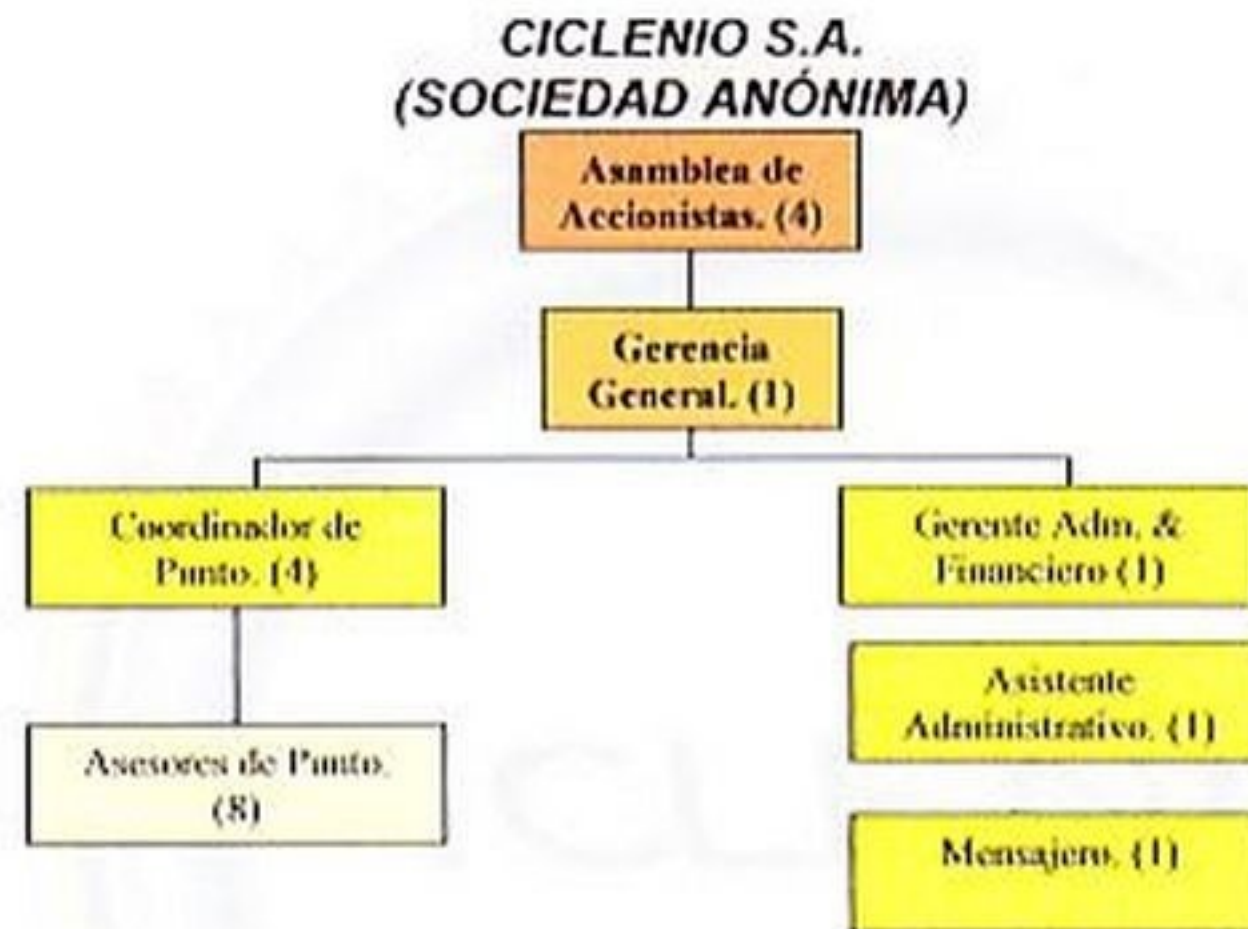 CICLENIO S.A.
(SOCIEDAD ANÓNIMA)
Asamblea de
Accionistas. (4)
Gerencia
General. (1)
Coordinador de
Punto. (4)
Gerente Adm. &
Financiero (1)
Asistente
Administrativo. (1)
Asesores de Punto.
(8)
Mensajero. (1)